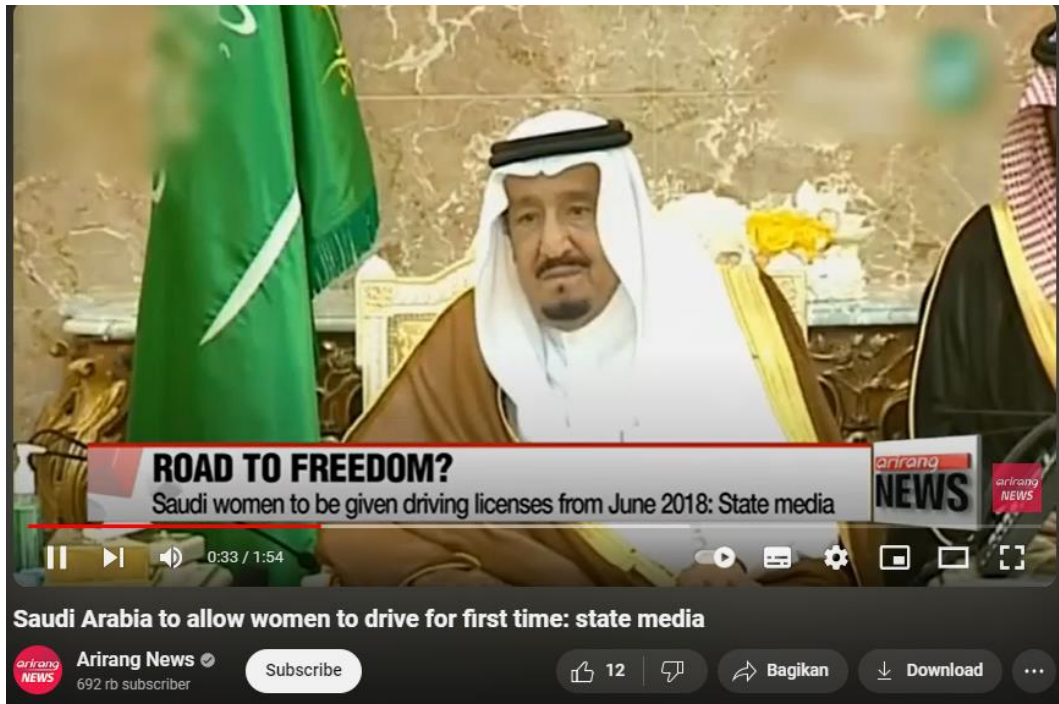 ROAD TO FREEDOM?
Saudi women to be given driving licenses from June 2018: State media
arirang
NEWS
arirang
NEWS
0:33 / 1:54
Saudi Arabia to allow women to drive for first time: state media
arirang
NEWS
Arirang News
692 rb subscriber
Subscribe
12
Bagikan
Download